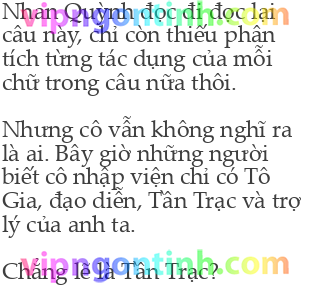 Nhan Quỳnh đọc đi đọc lại
câu này, chỉ còn thiếu phân
tích từng tác dụng của mỗi
chữ trong câu nữa thôi.
Nhưng cô vẫn không nghĩ ra
là ai. Bây giờ những người
biết cô nhập viện chỉ có Tô
Gia, đạo diễn, Tân Trạc và trợ
lý của anh ta.
vipngontinh.com
Chẳng lẽ là Tân Trạc?
vipngontinh.com